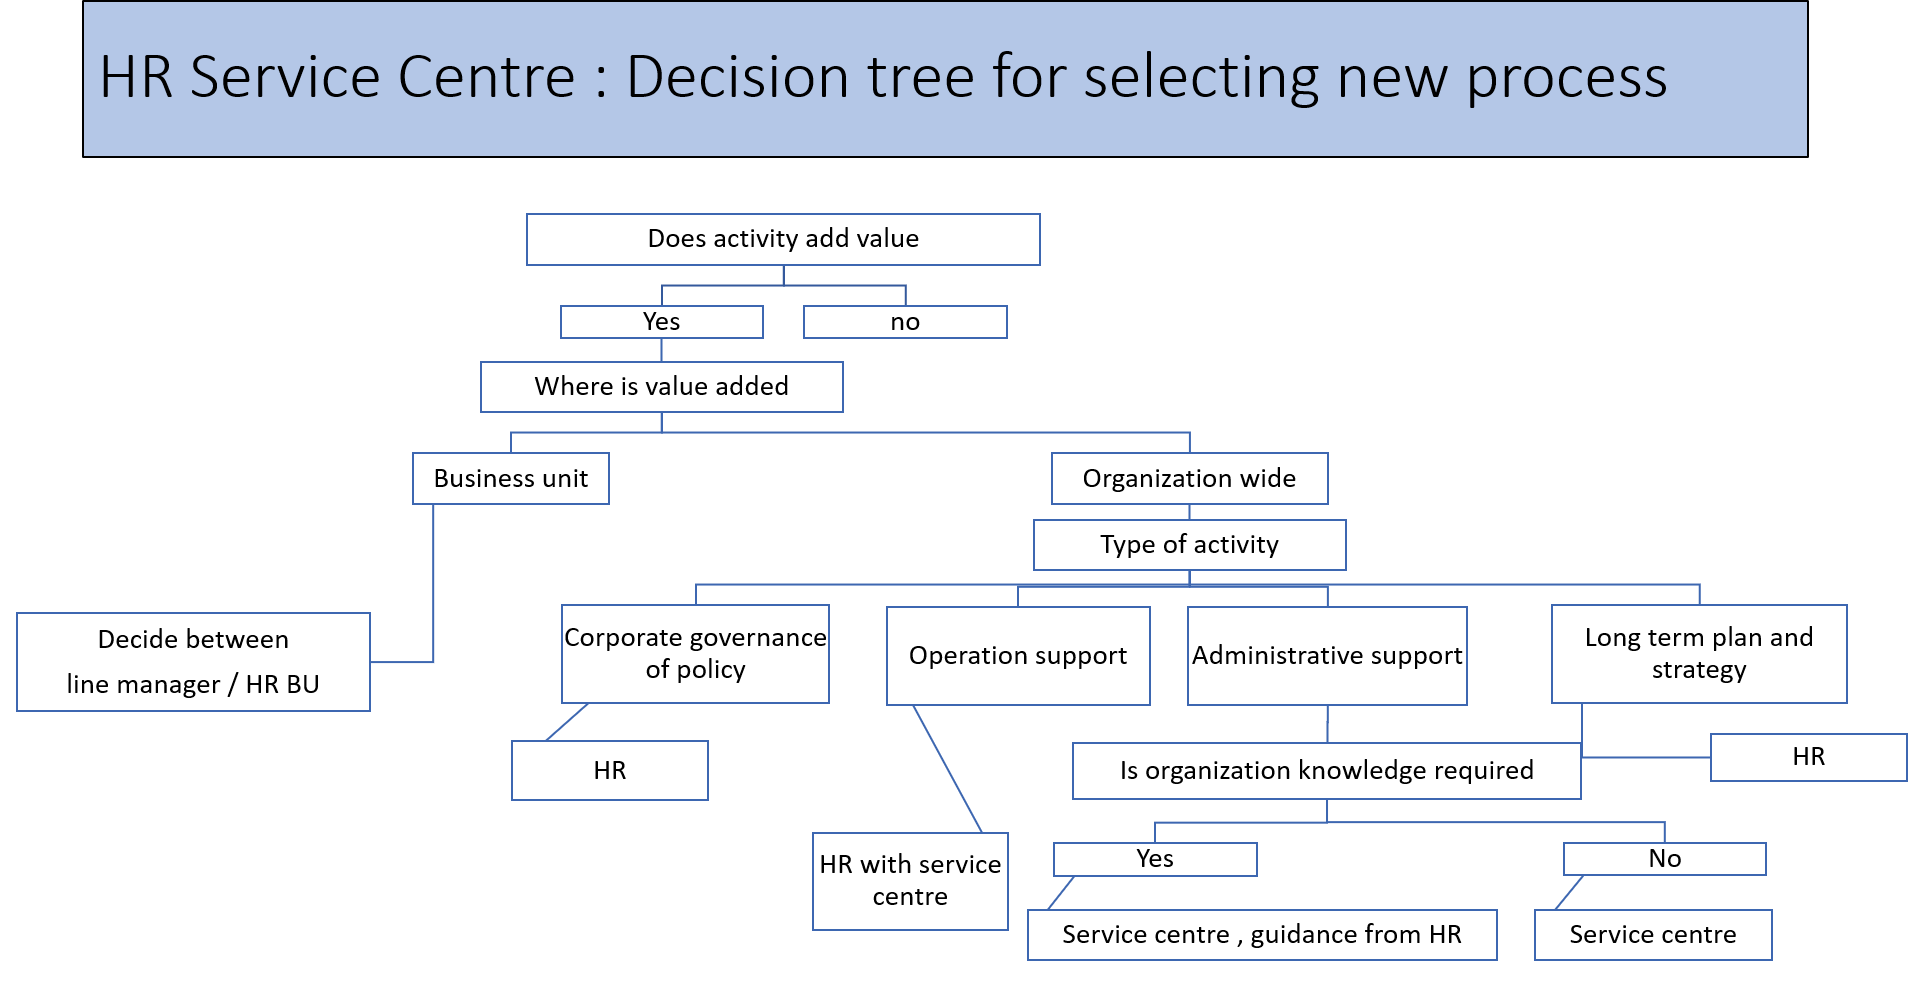 HR Service Centre : Decision tree for selecting new process
Does activity add value
Yes
no
Where is value added
Business unit
Organization wide
Type of activity
Decide between
line manager / HR BU
Corporate governance
of policy
Operation support
Administrative support
Long term plan and
strategy
HR
Is organization knowledge required
HR
HR with service
centre
Yes
No
Service centre , guidance from HR
Service centre